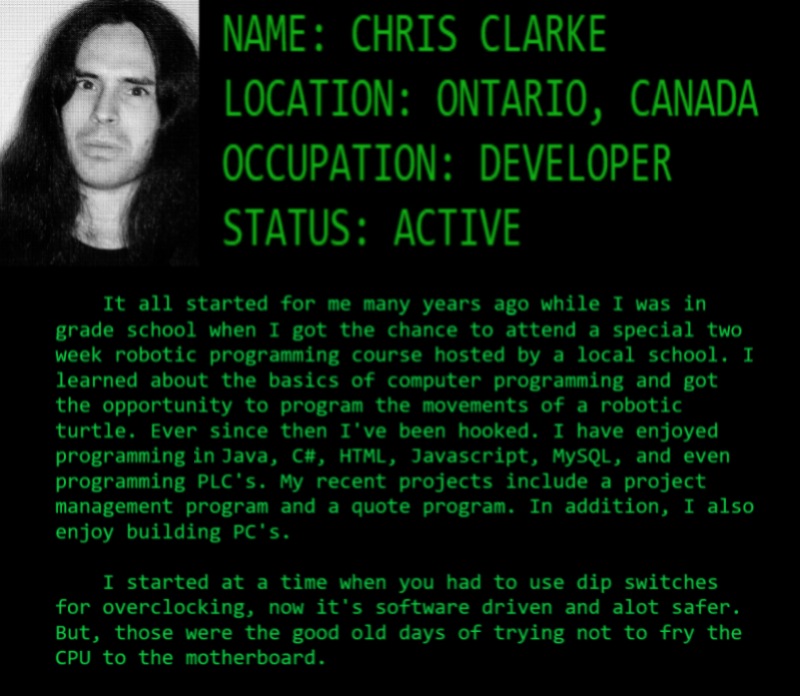 NAME: CHRIS CLARKE
LOCATION: ONTARIO, CANADA
OCCUPATION: DEVELOPER
STATUS: ACTIVE
It all started for me many years ago while I was in
grade school when I got the chance to attend a special two
week robotic programming course hosted by a local school. I
learned about the basics of computer programming and got
the opportunity to program the movements of a robotic
turtle. Ever since then I've been hooked. I have enjoyed
programming in Java, C#, HTML, Javascript, MySQL, and even
programming PLC's. My recent projects include a project
management program and a quote program. In addition, I also
enjoy building PC's.
I started at a time when you had to use dip switches
for overclocking, now it's software driven and alot safer.
But, those were the good old days of trying not to fry the
CPU to the motherboard.